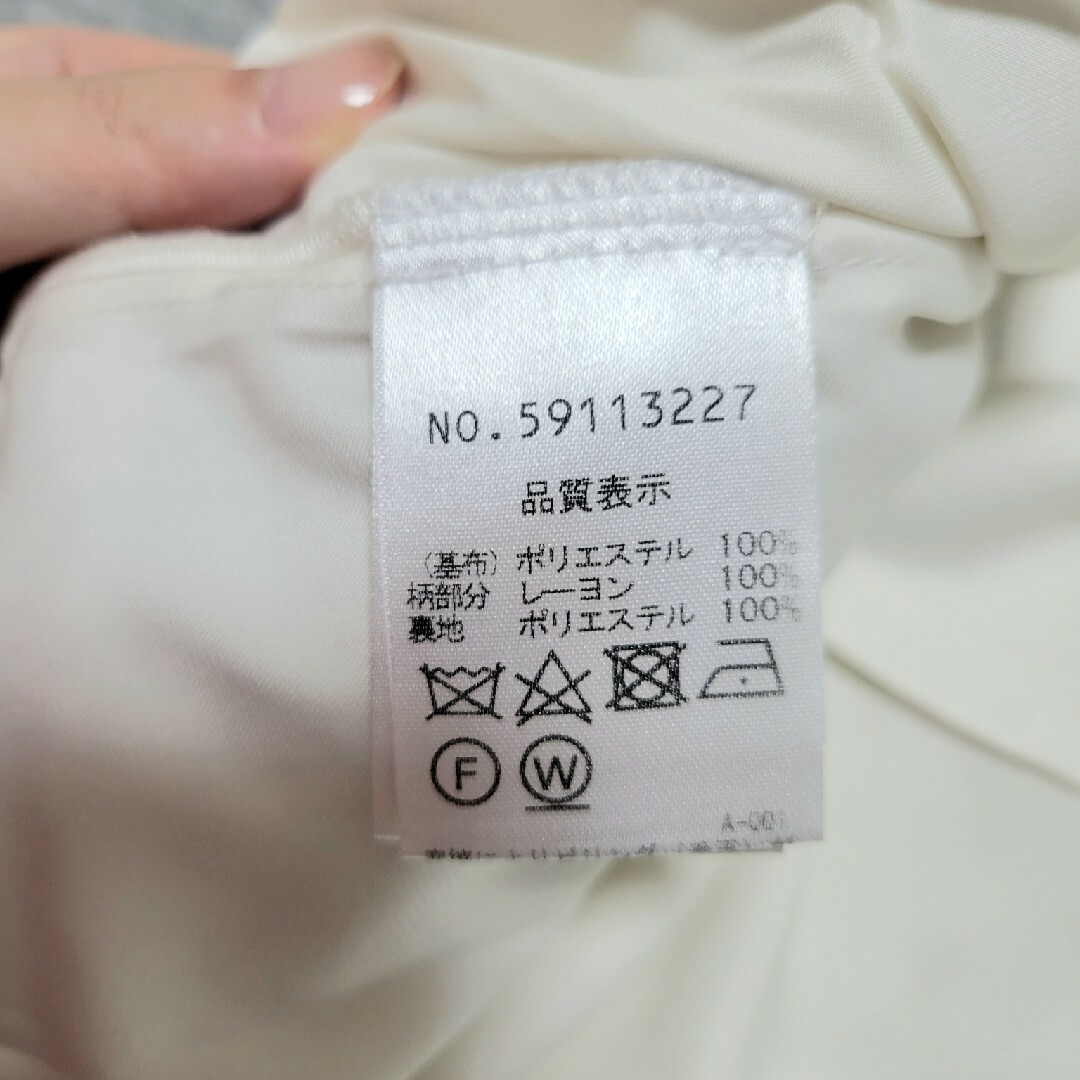 NO.59113227
品質表示
(基布) ポリエステル 100%
柄部分 レーヨン 100%
裏地 ポリエステル 100%
F W
A-001